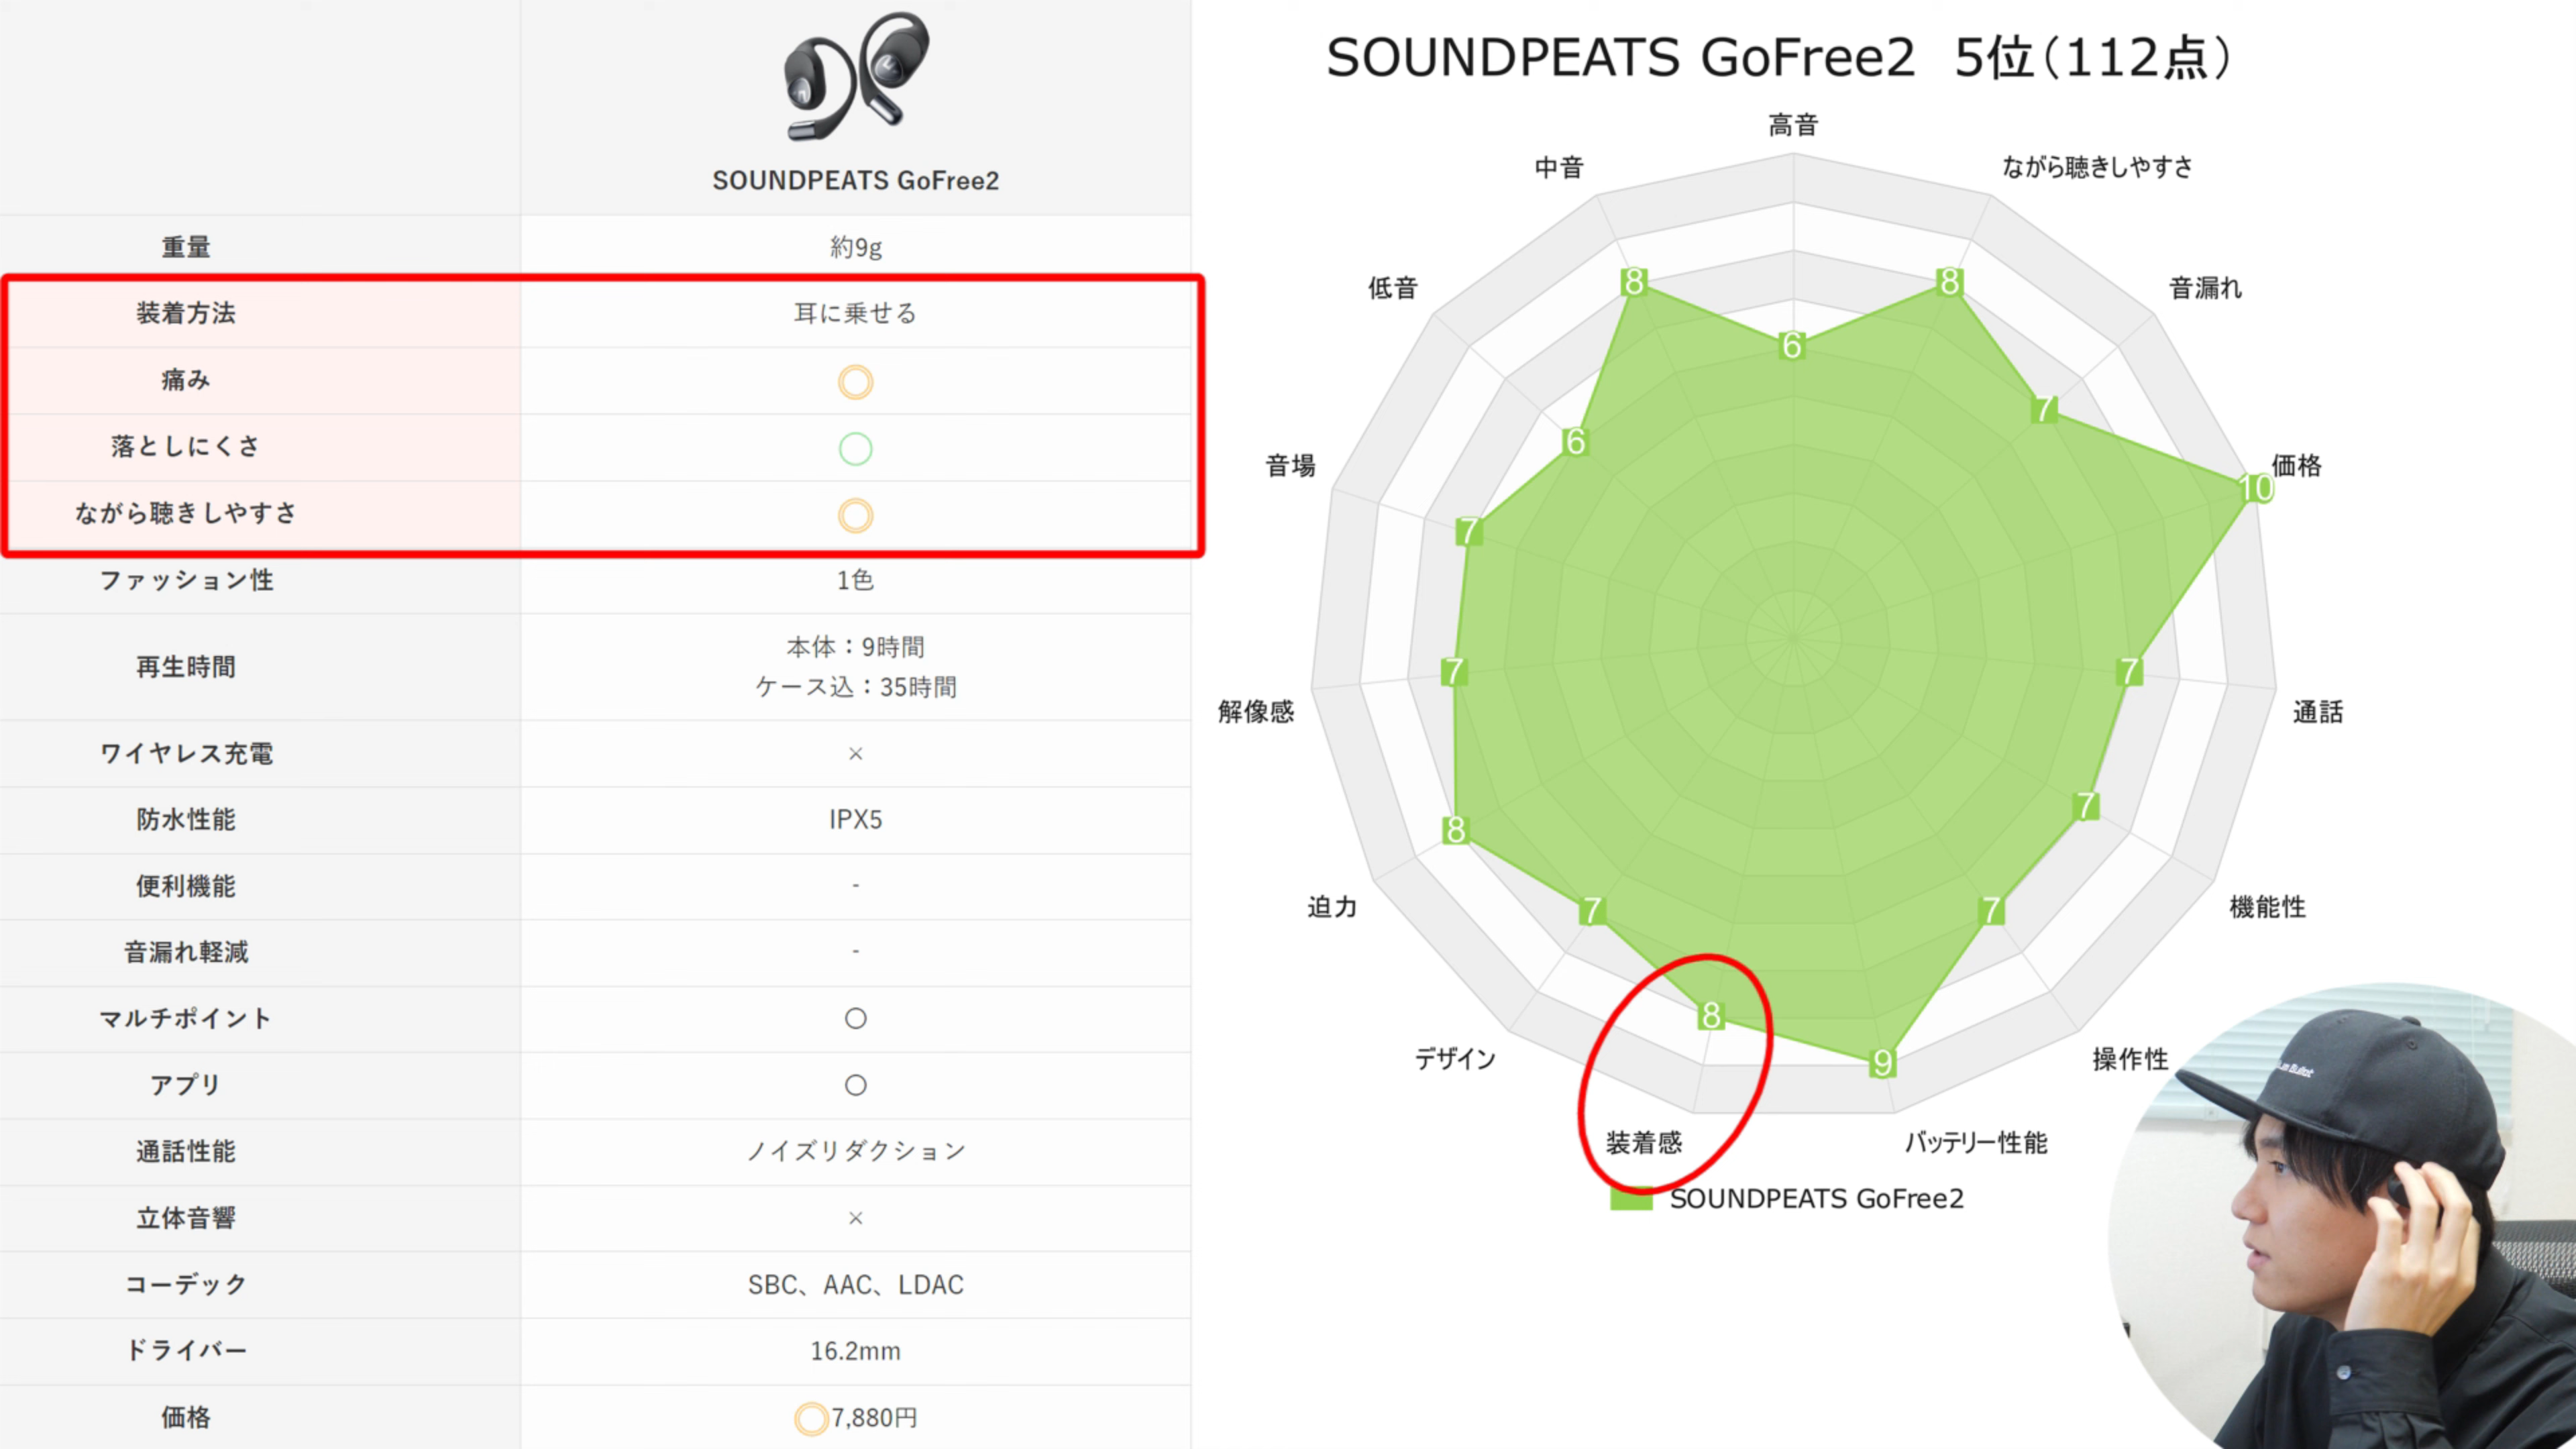 SOUNDPEATS GoFree2
重量 約9g
装着方法 耳に乗せる
痛み ◎
落としにくさ ○
ながら聴きしやすさ ◎
ファッション性 1色
再生時間 本体：9時間
ケース込：35時間
ワイヤレス充電 ×
防水性能 IPX5
便利機能 -
音漏れ軽減 -
マルチポイント ○
アプリ ○
通話性能 ノイズリダクション
立体音響 ×
コーデック SBC、AAC、LDAC
ドライバー 16.2mm
価格 ◎7,880円
SOUNDPEATS GoFree2 5位（112点）
高音
6
ながら聴きしやすさ
8
音漏れ
7
価格
10
通話
7
機能性
7
操作性
7
バッテリー性能
9
装着感
8
デザイン
7
迫力
8
解像感
7
音場
7
低音
6
中音
8
SOUNDPEATS GoFree2